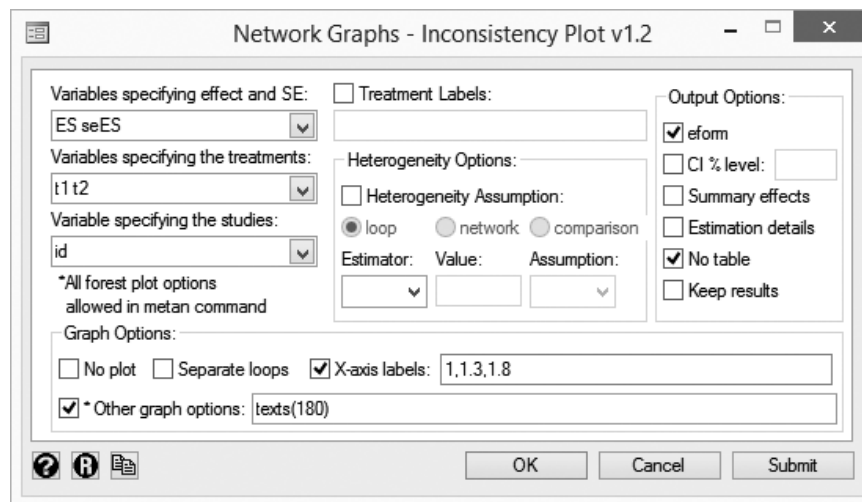 Network Graphs - Inconsistency Plot v1.2
Variables specifying effect and SE:
ES seES
Variables specifying the treatments:
t1 t2
Variable specifying the studies:
id
*All forest plot options
allowed in metan command
Treatment Labels:
Heterogeneity Options:
Heterogeneity Assumption:
loop network comparison
Estimator: Value: Assumption:
Output Options:
eform
CI % level:
Summary effects
Estimation details
No table
Keep results
Graph Options:
No plot Separate loops X-axis labels: 1,1.3,1.8
* Other graph options: texts(180)
? R OK Cancel Submit